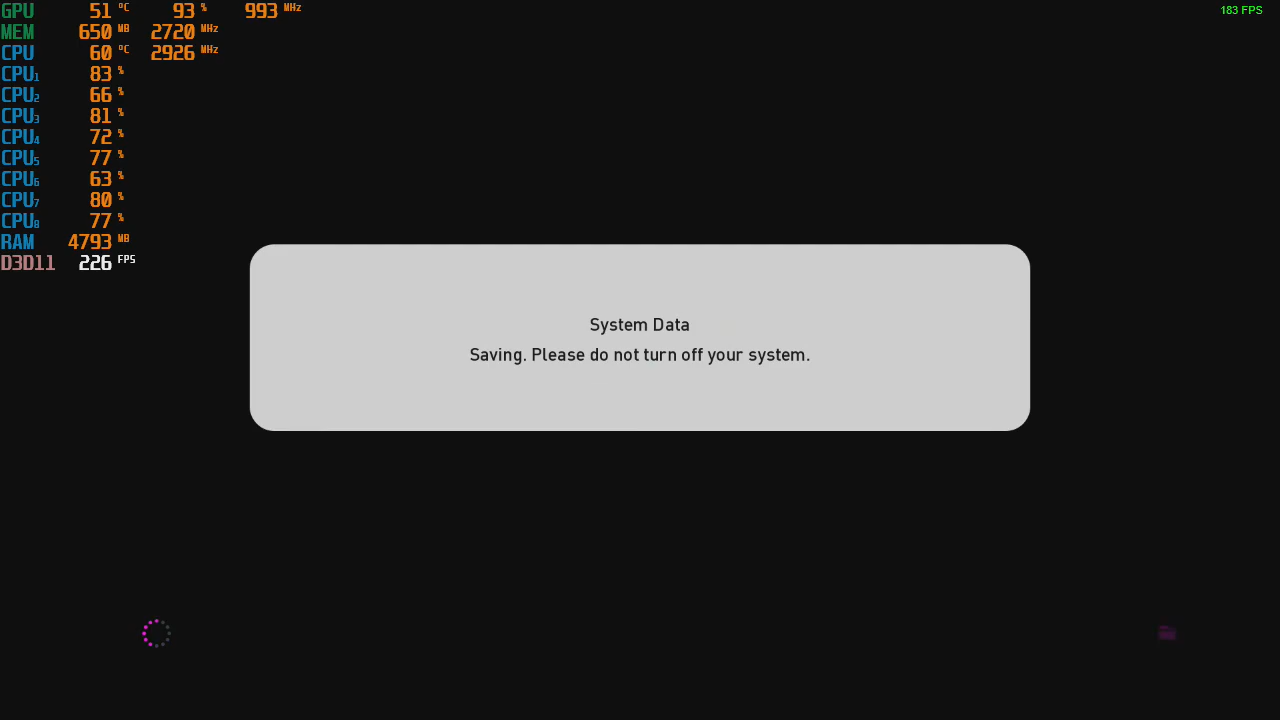 GPU 51 °C 93 % 993 MHz 183 FPS
MEM 650 MB 2720 MHz
CPU 60 °C 2926 MHz
CPU1 83 %
CPU2 66 %
CPU3 81 %
CPU4 72 %
CPU5 77 %
CPU6 63 %
CPU7 80 %
CPU8 77 %
RAM 4793 MB
D3D11 226 FPS
System Data
Saving. Please do not turn off your system.